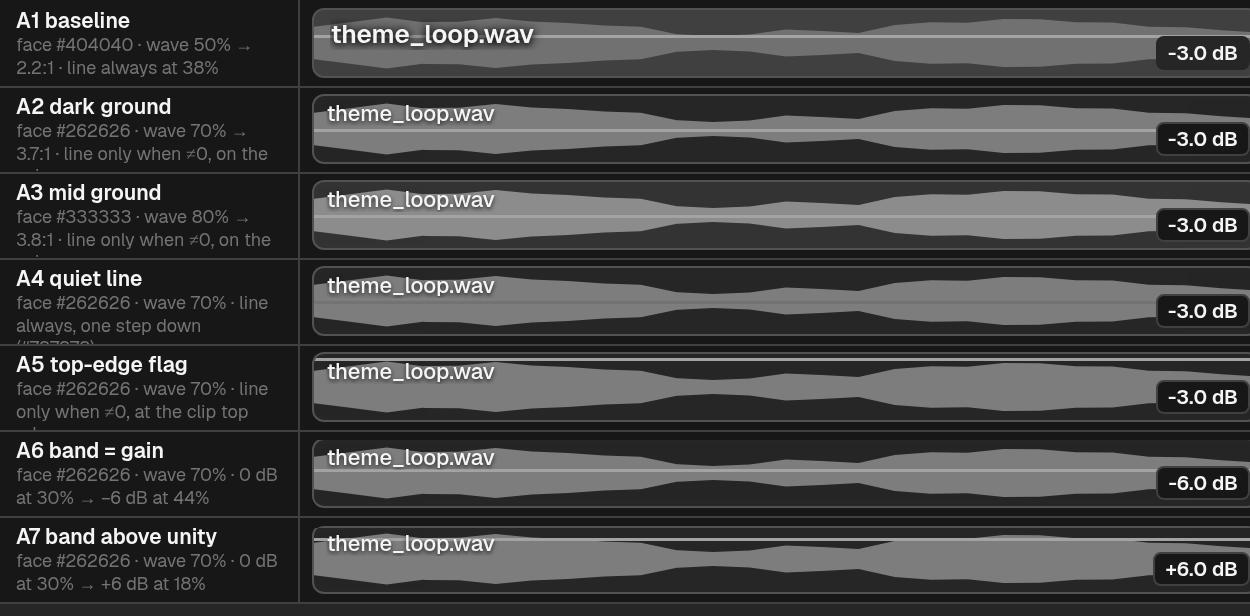 A1 baseline
face #404040 · wave 50% →
2.2:1 · line always at 38%
theme_loop.wav
-3.0 dB
A2 dark ground
face #262626 · wave 70% →
3.7:1 · line only when ≠0, on the
theme_loop.wav
-3.0 dB
A3 mid ground
face #333333 · wave 80% →
3.8:1 · line only when ≠0, on the
theme_loop.wav
-3.0 dB
A4 quiet line
face #262626 · wave 70% · line
always, one step down
theme_loop.wav
-3.0 dB
A5 top-edge flag
face #262626 · wave 70% · line
only when ≠0, at the clip top
theme_loop.wav
-3.0 dB
A6 band = gain
face #262626 · wave 70% · 0 dB
at 30% → −6 dB at 44%
theme_loop.wav
-6.0 dB
A7 band above unity
face #262626 · wave 70% · 0 dB
at 30% → +6 dB at 18%
theme_loop.wav
+6.0 dB